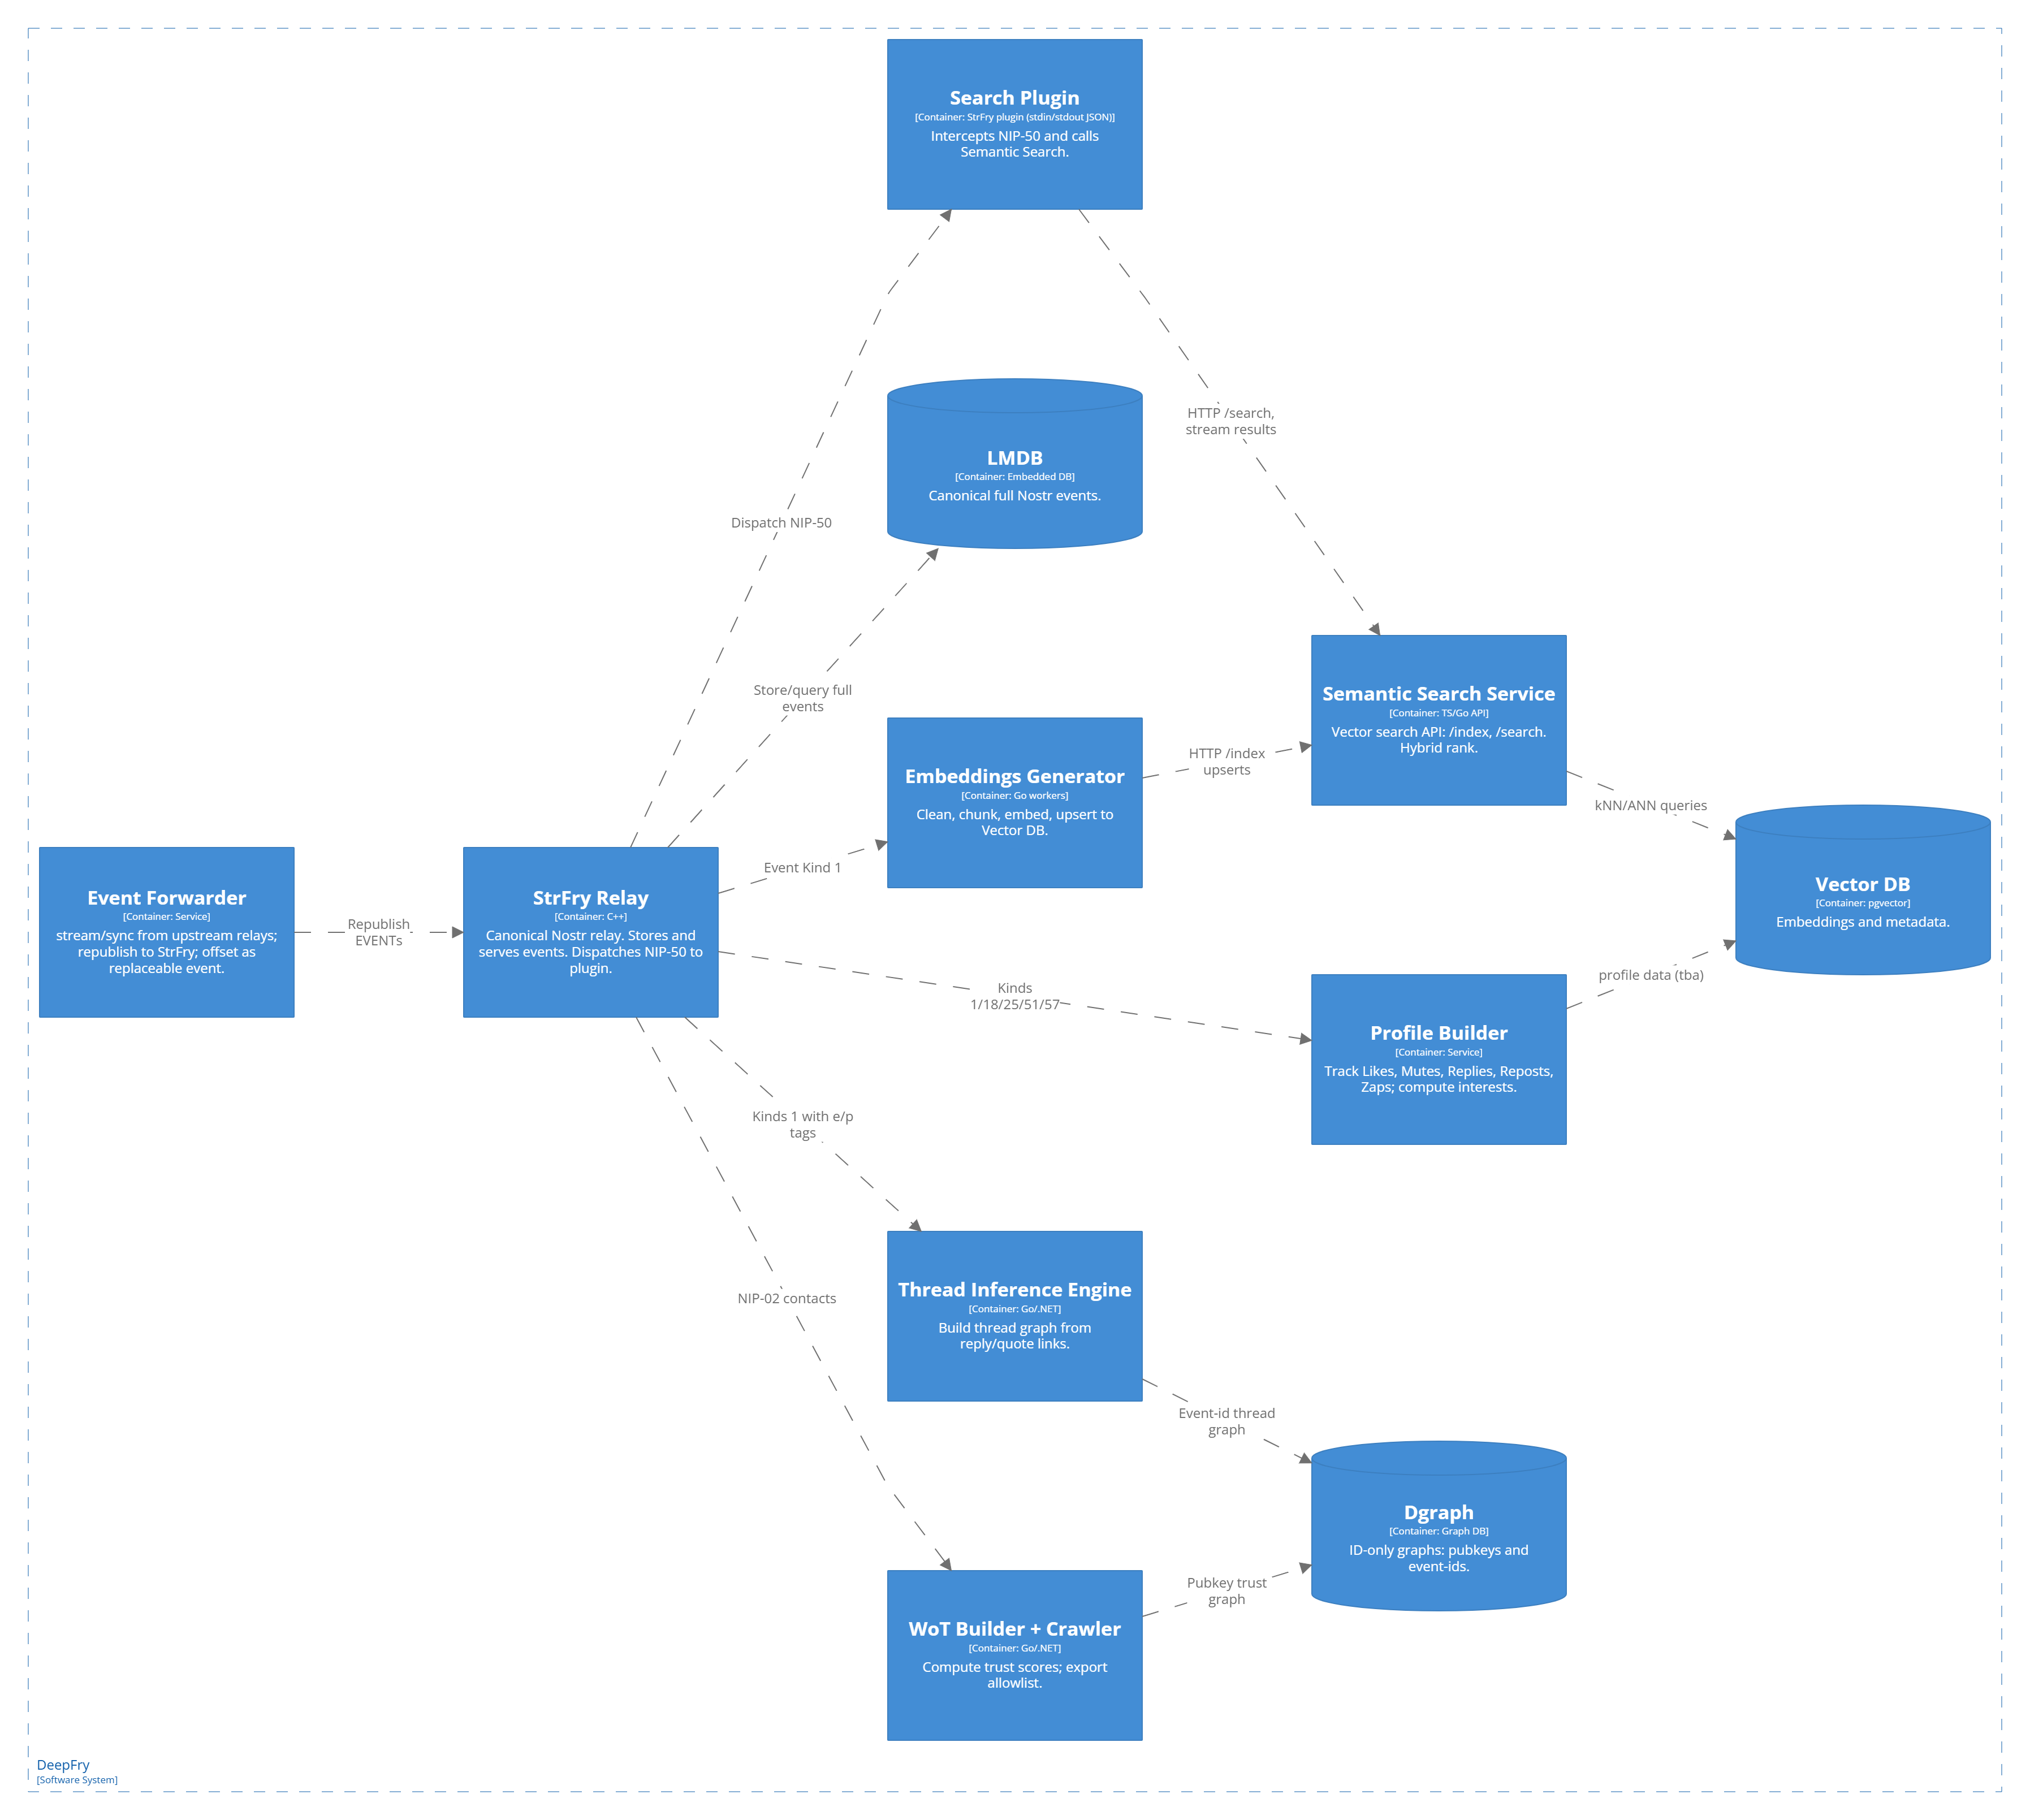 Search Plugin
[Container: StrFry plugin (stdin/stdout JSON)]
Intercepts NIP-50 and calls
Semantic Search.
HTTP /search,
stream results
LMDB
[Container: Embedded DB]
Canonical full Nostr events.
Dispatch NIP-50
Store/query full
events
Semantic Search Service
[Container: TS/Go API]
Vector search API: /index, /search.
Hybrid rank.
Embeddings Generator
[Container: Go workers]
Clean, chunk, embed, upsert to
Vector DB.
HTTP /index
upserts
kNN/ANN queries
Vector DB
[Container: pgvector]
Embeddings and metadata.
Event Forwarder
[Container: Service]
stream/sync from upstream relays;
republish to StrFry; offset as
replaceable event.
Republish
EVENTs
StrFry Relay
[Container: C++]
Canonical Nostr relay. Stores and
serves events. Dispatches NIP-50 to
plugin.
Event Kind 1
Kinds
1/18/25/51/57
profile data (tba)
Profile Builder
[Container: Service]
Track Likes, Mutes, Replies, Reposts,
Zaps; compute interests.
Kinds 1 with e/p
tags
NIP-02 contacts
Thread Inference Engine
[Container: Go/.NET]
Build thread graph from
reply/quote links.
Event-id thread
graph
Dgraph
[Container: Graph DB]
ID-only graphs: pubkeys and
event-ids.
Pubkey trust
graph
WoT Builder + Crawler
[Container: Go/.NET]
Compute trust scores; export
allowlist.
DeepFry
[Software System]